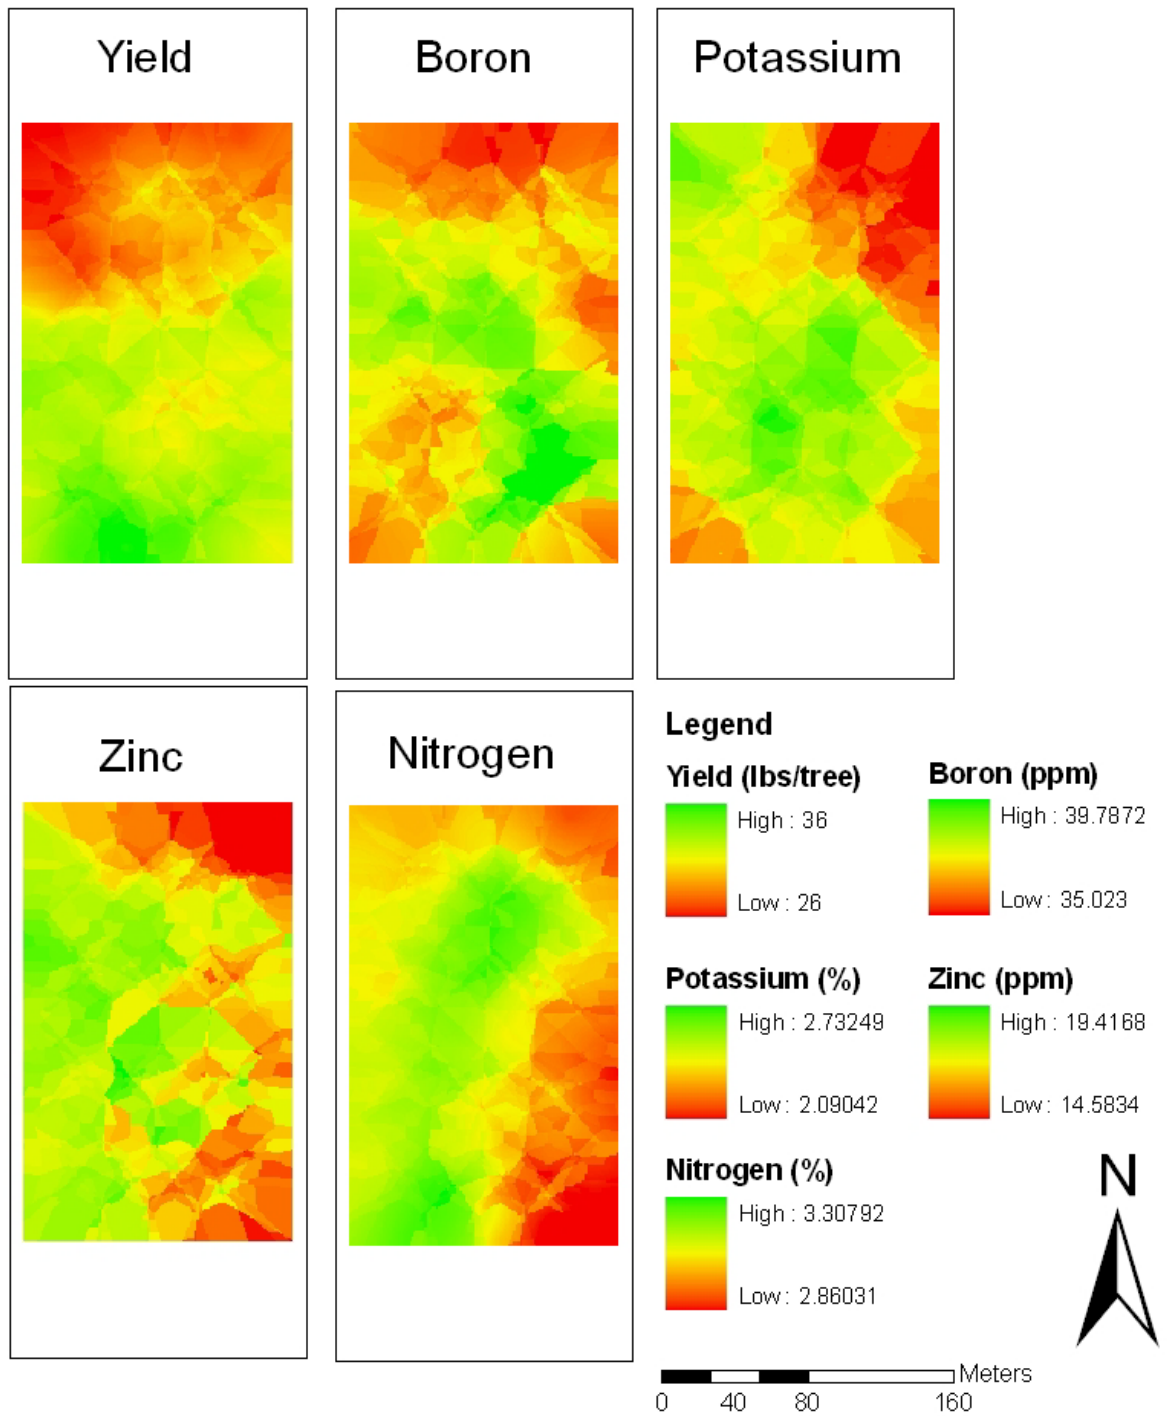 Yield
Boron
Potassium
Zinc
Nitrogen
Legend
Yield (lbs/tree)
High : 36
Low : 26
Boron (ppm)
High : 39.7872
Low : 35.023
Potassium (%)
High : 2.73249
Low : 2.09042
Zinc (ppm)
High : 19.4168
Low : 14.5834
Nitrogen (%)
High : 3.30792
Low : 2.86031
N
Meters
0 40 80 160